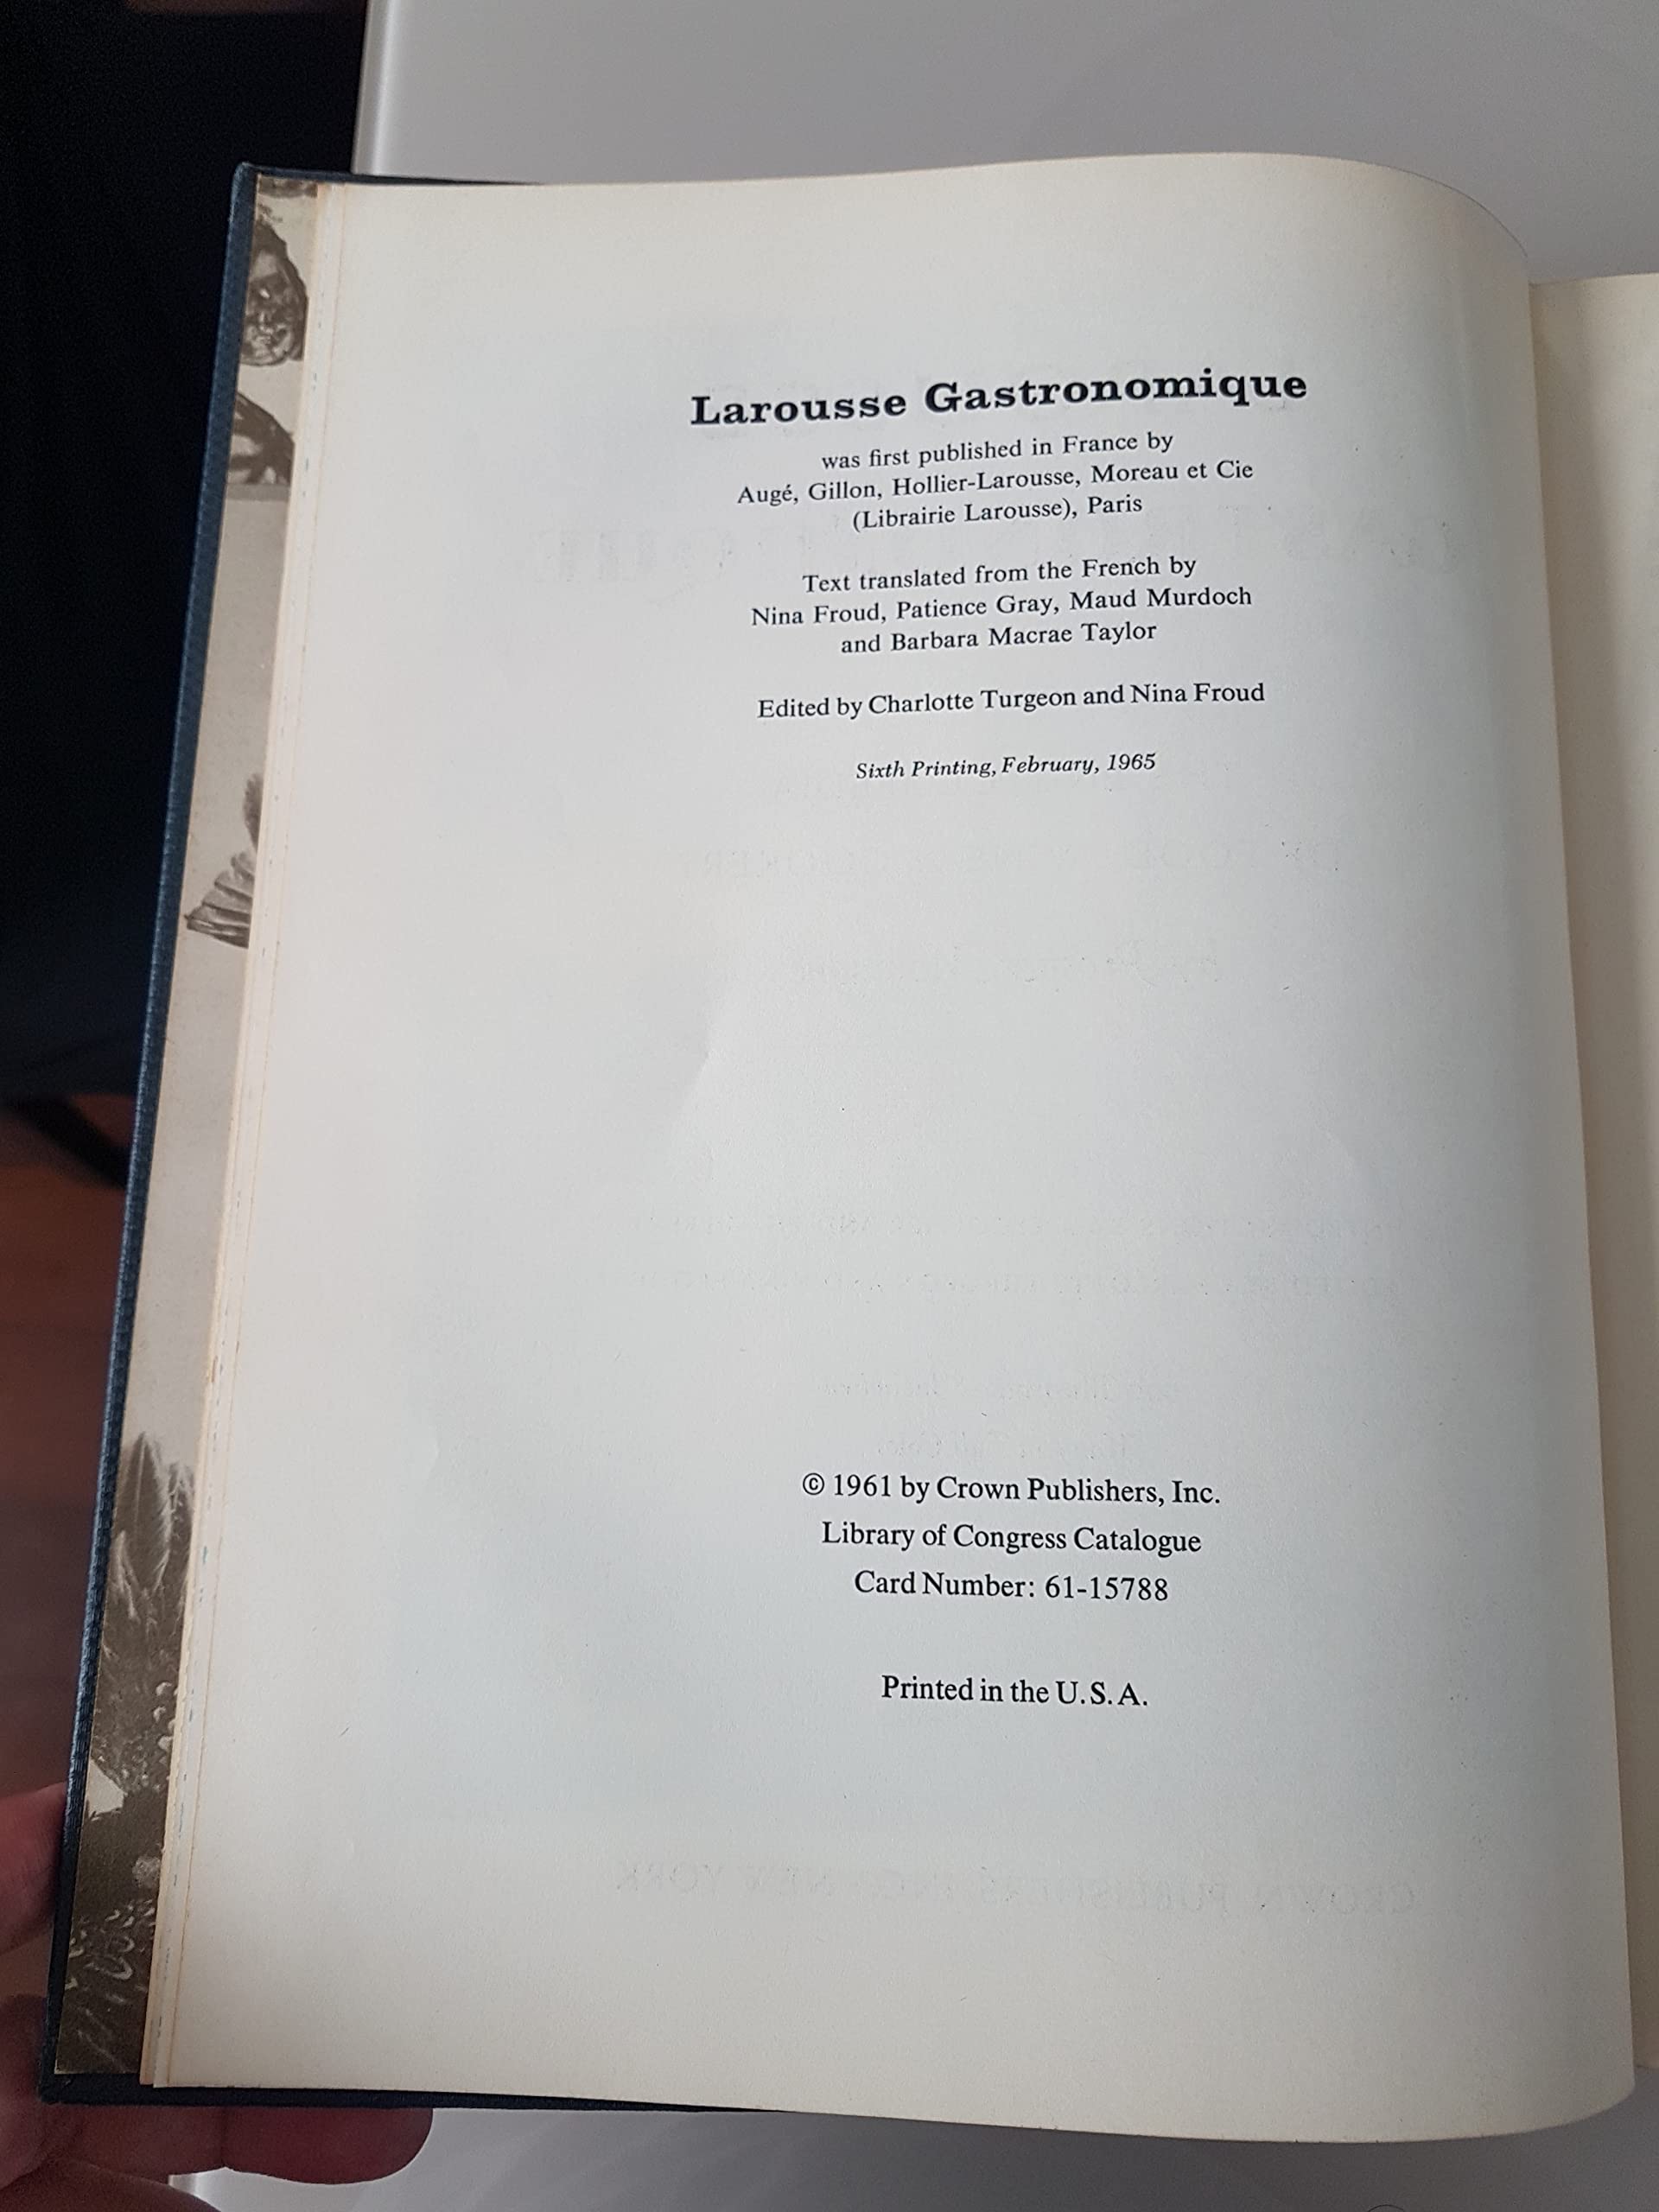 Larousse Gastronomique
was first published in France by
Augé, Gillon, Hollier-Larousse, Moreau et Cie
(Librairie Larousse), Paris
Text translated from the French by
Nina Froud, Patience Gray, Maud Murdoch
and Barbara Macrae Taylor
Edited by Charlotte Turgeon and Nina Froud
Sixth Printing, February, 1965
© 1961 by Crown Publishers, Inc.
Library of Congress Catalogue
Card Number: 61-15788
Printed in the U.S.A.